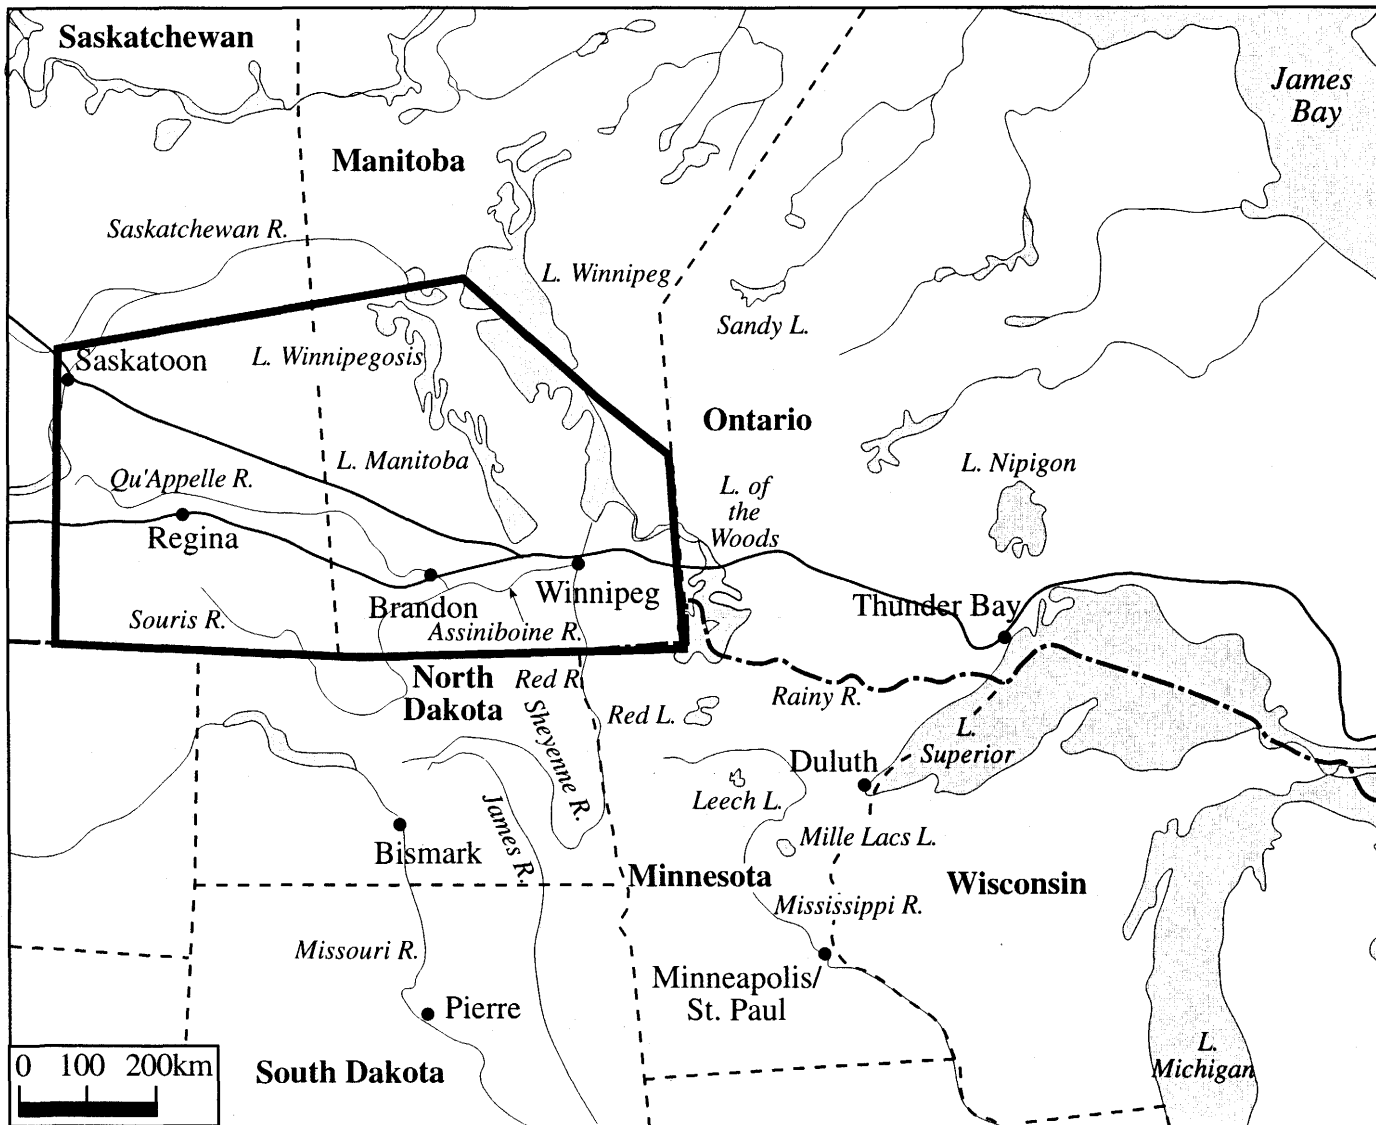 Saskatchewan
James
Bay
Manitoba
Saskatchewan R.
L. Winnipeg
Sandy L.
Saskatoon
L. Winnipegosis
Ontario
L. Manitoba
L. Nipigon
Qu'Appelle R.
L. of
the
Woods
Regina
Winnipeg
Brandon
Thunder Bay
Souris R.
Assiniboine R.
North
Dakota
Red R.
Rainy R.
Red L.
Sheyenne R.
L.
Superior
Duluth
Leech L.
James R.
Mille Lacs L.
Bismark
Minnesota
Wisconsin
Mississippi R.
Missouri R.
Minneapolis/
St. Paul
Pierre
L.
Michigan
South Dakota
0 100 200km